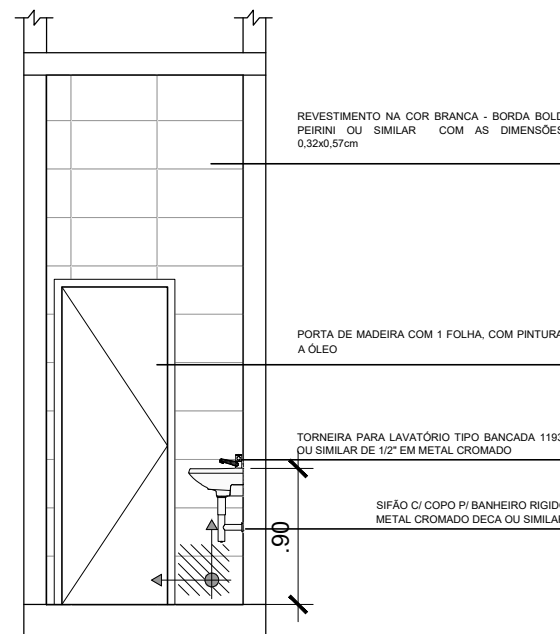 REVESTIMENTO NA COR BRANCA - BORDA BOLD
PEIRINI OU SIMILAR COM AS DIMENSÕES
0,32x0,57cm
PORTA DE MADEIRA COM 1 FOLHA, COM PINTURA
A ÓLEO
TORNEIRA PARA LAVATÓRIO TIPO BANCADA 1193
OU SIMILAR DE 1/2" EM METAL CROMADO
SIFÃO C/ COPO P/ BANHEIRO RIGIDO
METAL CROMADO DECA OU SIMILAR
.90